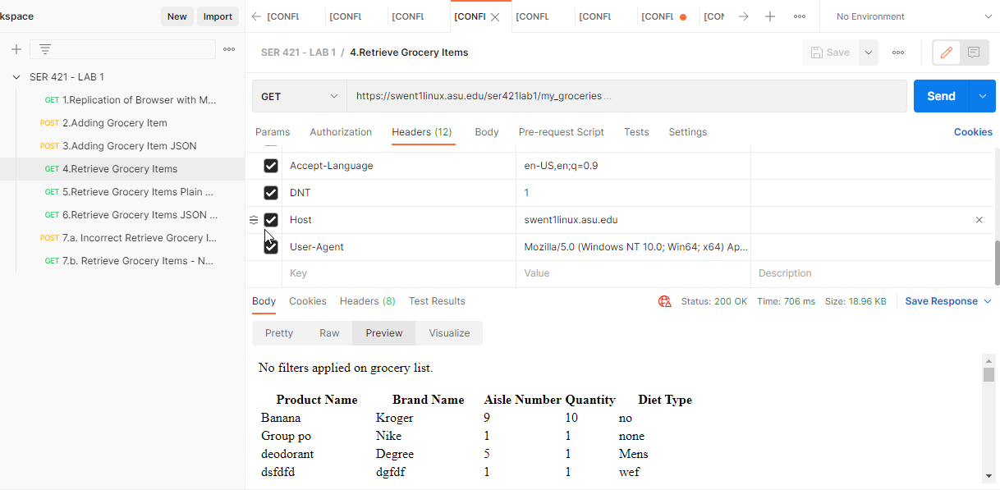 kspace
New
Import
[CONFL
[CONFL
[CONFL
[CONFL
[CONFL
[CONFL
[CONFL
[CON
No Environment
SER 421 - LAB 1
GET 1.Replication of Browser with M...
POST 2.Adding Grocery Item
POST 3.Adding Grocery Item JSON
GET 4.Retrieve Grocery Items
GET 5.Retrieve Grocery Items Plain ...
GET 6.Retrieve Grocery Items JSON ...
POST 7.a. Incorrect Retrieve Grocery I...
GET 7.b. Retrieve Grocery Items - N...
SER 421 - LAB 1 / 4.Retrieve Grocery Items
Save
GET
https://swent1linux.asu.edu/ser421lab1/my_groceries ...
Send
Params Authorization Headers (12) Body Pre-request Script Tests Settings Cookies
Accept-Language en-US,en;q=0.9
DNT 1
Host swent1linux.asu.edu
User-Agent Mozilla/5.0 (Windows NT 10.0; Win64; x64) Ap...
Key Value Description
Body Cookies Headers (8) Test Results Status: 200 OK Time: 706 ms Size: 18.96 KB Save Response
Pretty Raw Preview Visualize
No filters applied on grocery list.
Product Name Brand Name Aisle Number Quantity Diet Type
Banana Kroger 9 10 no
Group po Nike 1 1 none
deodorant Degree 5 1 Mens
dsfdfd dgfdf 1 1 wef